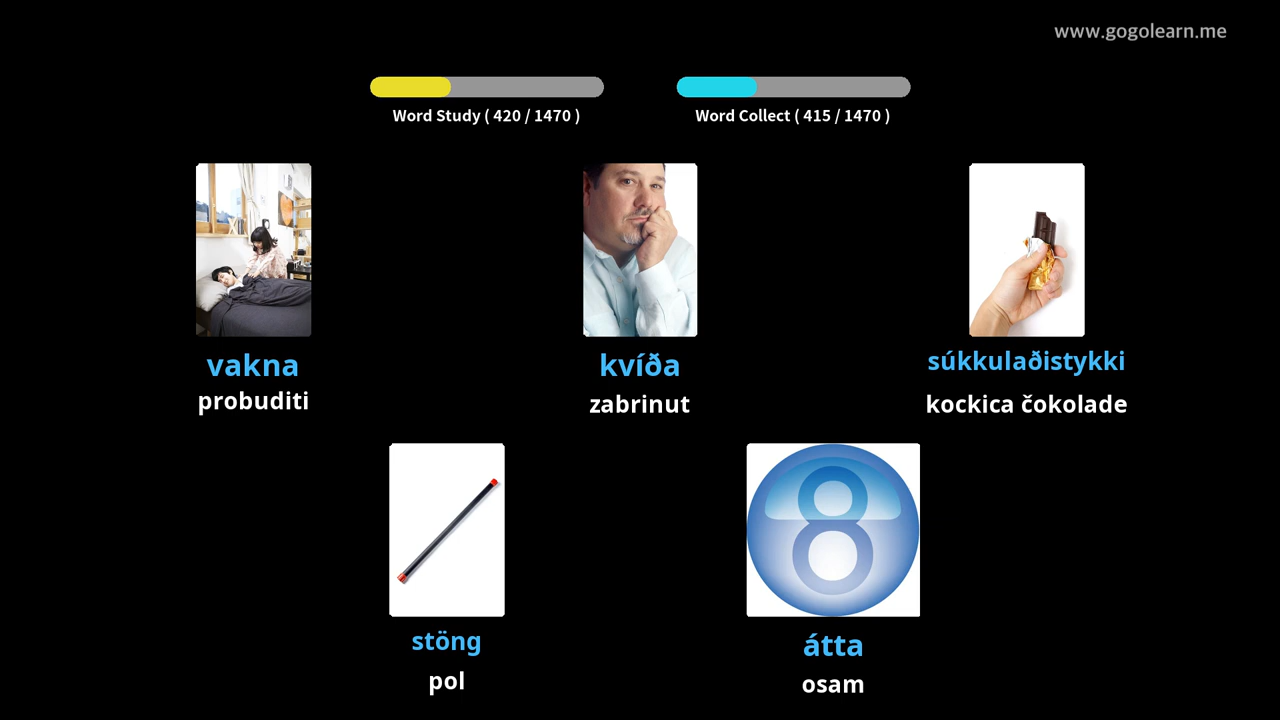 www.gogolearn.me
Word Study ( 420 / 1470 )
Word Collect ( 415 / 1470 )
vakna
probuditi
kvíða
zabrinut
súkkulaðistykki
kockica čokolade
stöng
pol
8
átta
osam